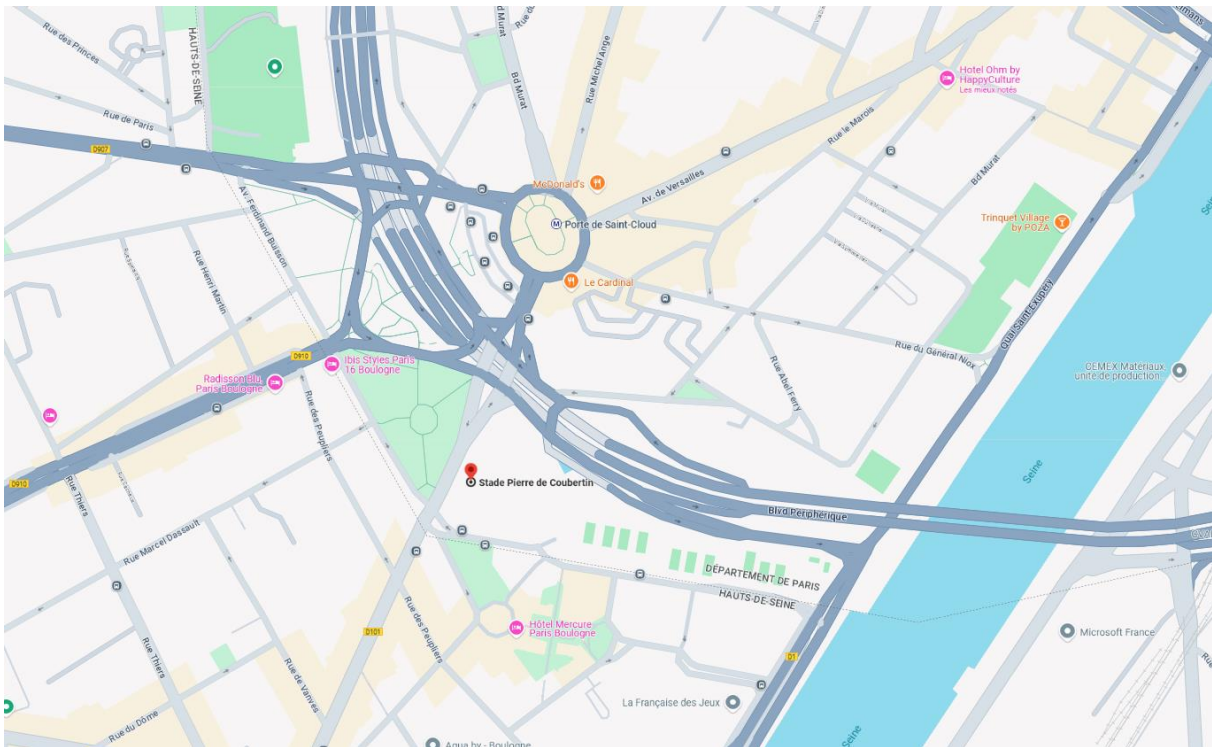 Rue des Princes
HAUTS-DE-SEINE
Bd Murat
Rue Michel Ange
Bd Murat
Hotel Ohm by
HappyCulture
Les mieux notés
Rue de Paris
D907
Rue le Marois
McDonald's
Av. de Versailles
Bd Murat
Av. Ferdinand Buisson
Porte de Saint-Cloud
Trinquet Village
by POZA
Seine
Rue Henri Martin
Le Cardinal
Quai Saint-Exupéry
Rue du Général Niox
D910
Ibis Styles Paris
16 Boulogne
Radisson Blu
Paris Boulogne
Rue Abel Ferry
CEMEX Matériaux,
unité de production
Rue des Peupliers
Seine
D910
Stade Pierre de Coubertin
Rue Thiers
Blvd Périphérique
Rue Marcel Dassault
DÉPARTEMENT DE PARIS
HAUTS-DE-SEINE
Rue des Peupliers
Hôtel Mercure
Paris Boulogne
D101
Microsoft France
Rue Thiers
Rue de Vanves
D1
La Française des Jeux
Rue du Dôme
Aqua by - Boulogne
Seine